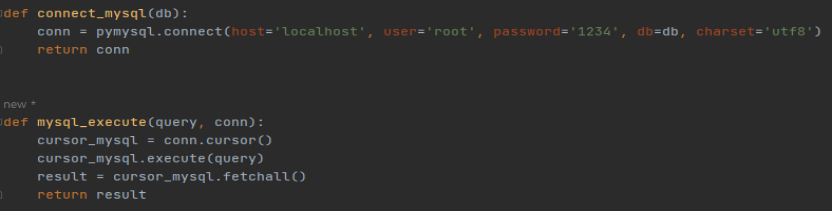 def connect_mysql(db):
    conn = pymysql.connect(host='localhost', user='root', password='1234', db=db, charset='utf8')
    return conn
new *
def mysql_execute(query, conn):
    cursor_mysql = conn.cursor()
    cursor_mysql.execute(query)
    result = cursor_mysql.fetchall()
    return result